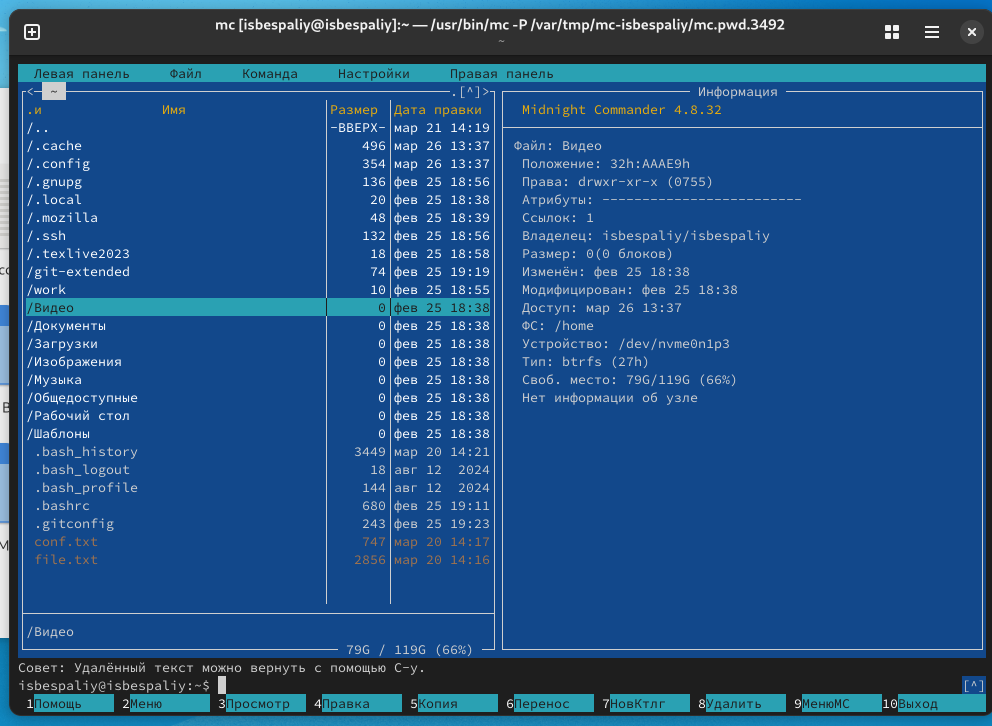 mc [isbespaliy@isbespaliy]:~ — /usr/bin/mc -P /var/tmp/mc-isbespaliy/mc.pwd.3492
~
Левая панель Файл Команда Настройки Правая панель
<— ~ .[^]>
.и Имя Размер Дата правки
/.. -ВВЕРХ- мар 21 14:19
/.cache 496 мар 26 13:37
/.config 354 мар 26 13:37
/.gnupg 136 фев 25 18:56
/.local 20 фев 25 18:38
/.mozilla 48 фев 25 18:39
/.ssh 132 фев 25 18:56
/.texlive2023 18 фев 25 18:58
/git-extended 74 фев 25 19:19
/work 10 фев 25 18:55
/Видео 0 фев 25 18:38
/Документы 0 фев 25 18:38
/Загрузки 0 фев 25 18:38
/Изображения 0 фев 25 18:38
/Музыка 0 фев 25 18:38
/Общедоступные 0 фев 25 18:38
/Рабочий стол 0 фев 25 18:38
/Шаблоны 0 фев 25 18:38
.bash_history 3449 мар 20 14:21
.bash_logout 18 авг 12 2024
.bash_profile 144 авг 12 2024
.bashrc 680 фев 25 19:11
.gitconfig 243 фев 25 19:23
conf.txt 747 мар 20 14:17
file.txt 2856 мар 20 14:16
/Видео
79G / 119G (66%)
Информация
Midnight Commander 4.8.32
Файл: Видео
Положение: 32h:AAAE9h
Права: drwxr-xr-x (0755)
Атрибуты: -------------------------
Ссылок: 1
Владелец: isbespaliy/isbespaliy
Размер: 0(0 блоков)
Изменён: фев 25 18:38
Модифицирован: фев 25 18:38
Доступ: мар 26 13:37
ФС: /home
Устройство: /dev/nvme0n1p3
Тип: btrfs (27h)
Своб. место: 79G/119G (66%)
Нет информации об узле
Совет: Удалённый текст можно вернуть с помощью C-y.
isbespaliy@isbespaliy:~$ [^]
1Помощь 2Меню 3Просмотр 4Правка 5Копия 6Перенос 7НовКтлг 8Удалить 9МенюMC 10Выход